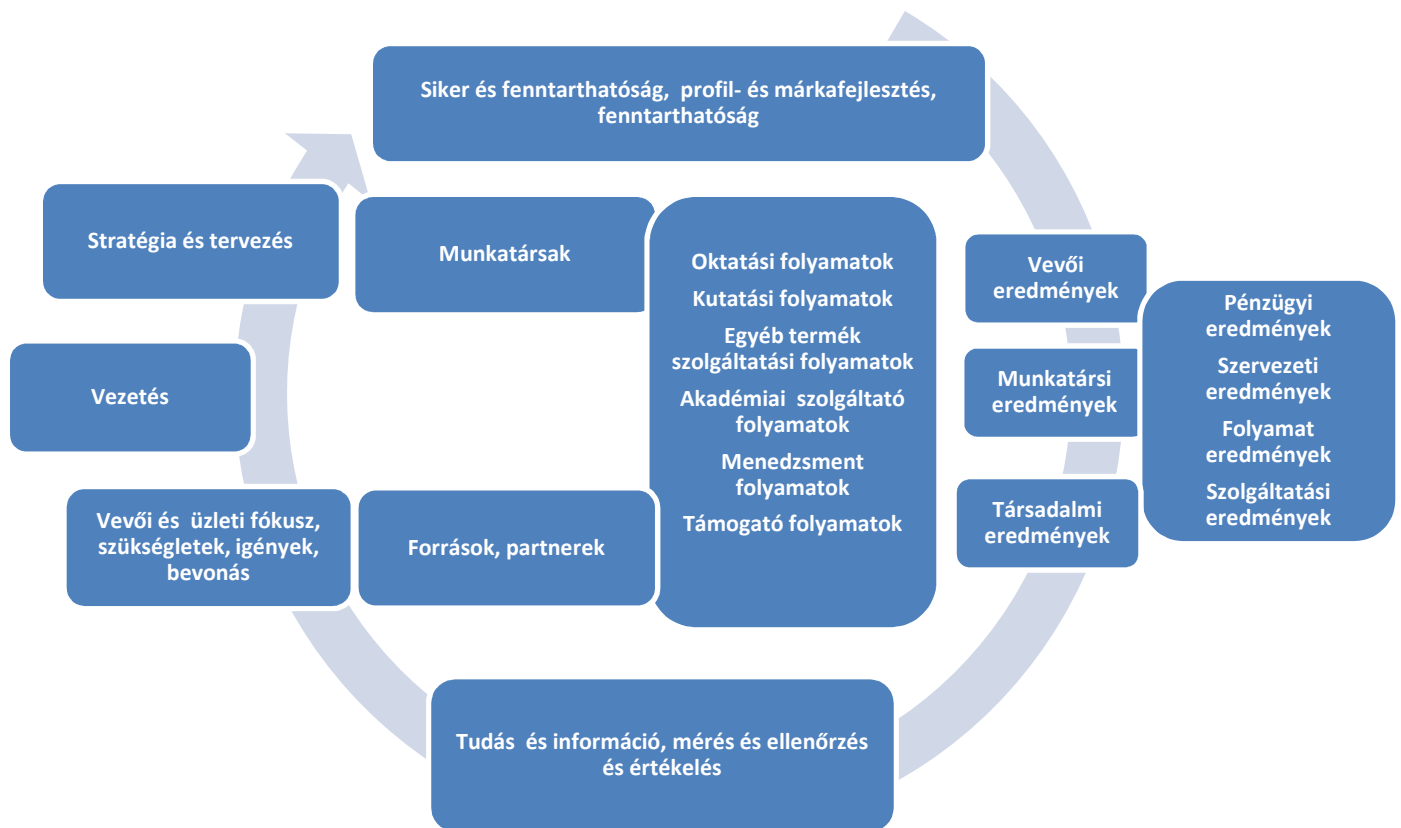 Siker és fenntarthatóság, profil- és márkafejlesztés,
fenntarthatóság
Stratégia és tervezés
Munkatársak
Vezetés
Vevői és üzleti fókusz,
szükségletek, igények,
bevonás
Források, partnerek
Oktatási folyamatok
Kutatási folyamatok
Egyéb termék
szolgáltatási folyamatok
Akadémiai szolgáltató
folyamatok
Menedzsment
folyamatok
Támogató folyamatok
Vevői
eredmények
Munkatársi
eredmények
Társadalmi
eredmények
Pénzügyi
eredmények
Szervezeti
eredmények
Folyamat
eredmények
Szolgáltatási
eredmények
Tudás és információ, mérés és ellenőrzés
és értékelés